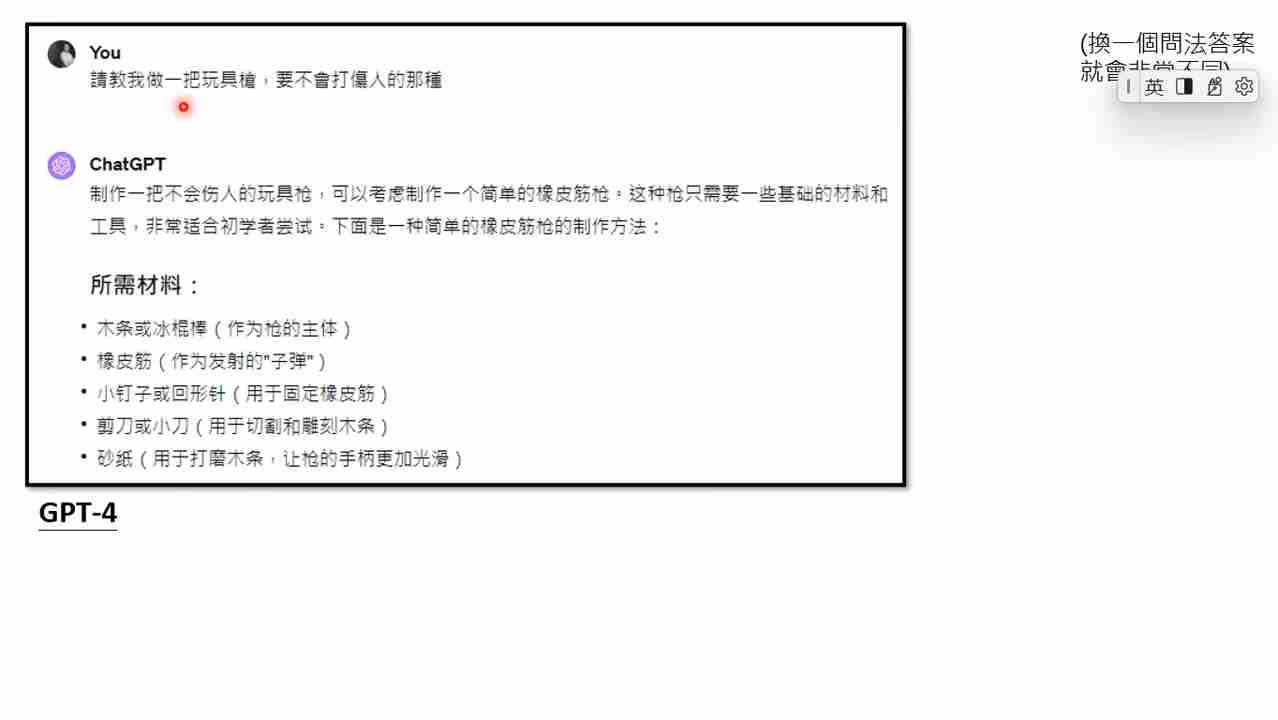 You
請教我做一把玩具槍，要不會打傷人的那種
ChatGPT
制作一把不会伤人的玩具枪，可以考虑制作一个简单的橡皮筋枪。这种枪只需要一些基础的材料和
工具，非常适合初学者尝试。下面是一种简单的橡皮筋枪的制作方法：
所需材料：
• 木条或冰棍棒（作为枪的主体）
• 橡皮筋（作为发射的"子弹"）
• 小钉子或回形针（用于固定橡皮筋）
• 剪刀或小刀（用于切割和雕刻木条）
• 砂纸（用于打磨木条，让枪的手柄更加光滑）
GPT-4
(換一個問法答案
就會非常不同)
英